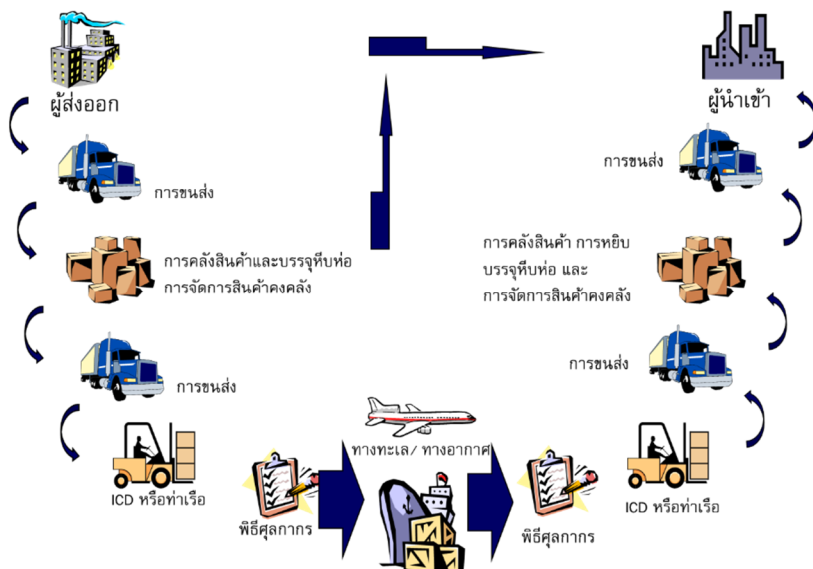 ผู้ส่งออก
การขนส่ง
การคลังสินค้าและบรรจุหีบห่อ
การจัดการสินค้าคงคลัง
การขนส่ง
ICD หรือท่าเรือ
พิธีศุลกากร
ทางทะเล/ ทางอากาศ
พิธีศุลกากร
ICD หรือท่าเรือ
การขนส่ง
การคลังสินค้า การหยิบ
บรรจุหีบห่อ และ
การจัดการสินค้าคงคลัง
การขนส่ง
ผู้นำเข้า